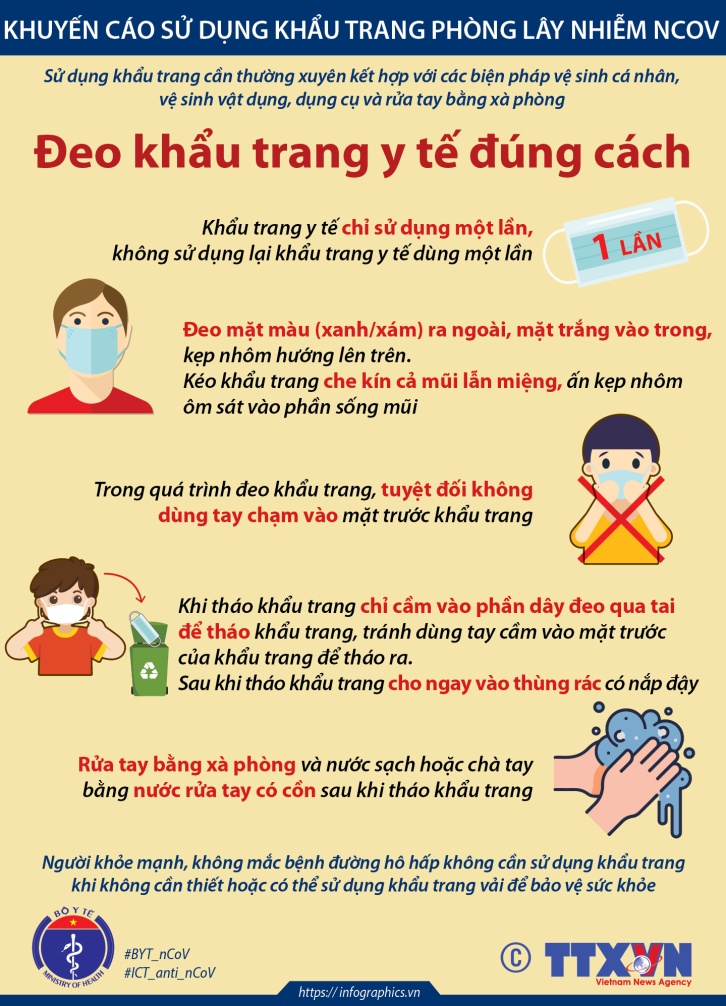 KHUYẾN CÁO SỬ DỤNG KHẨU TRANG PHÒNG LÂY NHIỄM NCOV
Sử dụng khẩu trang cần thường xuyên kết hợp với các biện pháp vệ sinh cá nhân,
vệ sinh vật dụng, dụng cụ và rửa tay bằng xà phòng
Đeo khẩu trang y tế đúng cách
Khẩu trang y tế chỉ sử dụng một lần,
không sử dụng lại khẩu trang y tế dùng một lần
1 LẦN
Đeo mặt màu (xanh/xám) ra ngoài, mặt trắng vào trong,
kẹp nhôm hướng lên trên.
Kéo khẩu trang che kín cả mũi lẫn miệng, ấn kẹp nhôm
ôm sát vào phần sống mũi
Trong quá trình đeo khẩu trang, tuyệt đối không
dùng tay chạm vào mặt trước khẩu trang
Khi tháo khẩu trang chỉ cầm vào phần dây đeo qua tai
để tháo khẩu trang, tránh dùng tay cầm vào mặt trước
của khẩu trang để tháo ra.
Sau khi tháo khẩu trang cho ngay vào thùng rác có nắp đậy
Rửa tay bằng xà phòng và nước sạch hoặc chà tay
bằng nước rửa tay có cồn sau khi tháo khẩu trang
Người khỏe mạnh, không mắc bệnh đường hô hấp không cần sử dụng khẩu trang
khi không cần thiết hoặc có thể sử dụng khẩu trang vải để bảo vệ sức khỏe
BỘ Y TẾ
MINISTRY OF HEALTH
#BYT_nCoV
#ICT_anti_nCoV
© TTXVN
Vietnam News Agency
https://infographics.vn